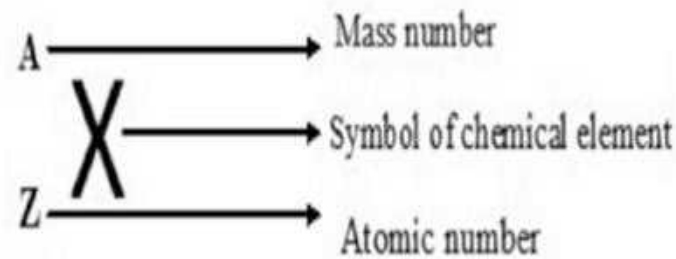 A Mass number
X Symbol of chemical element
Z Atomic number